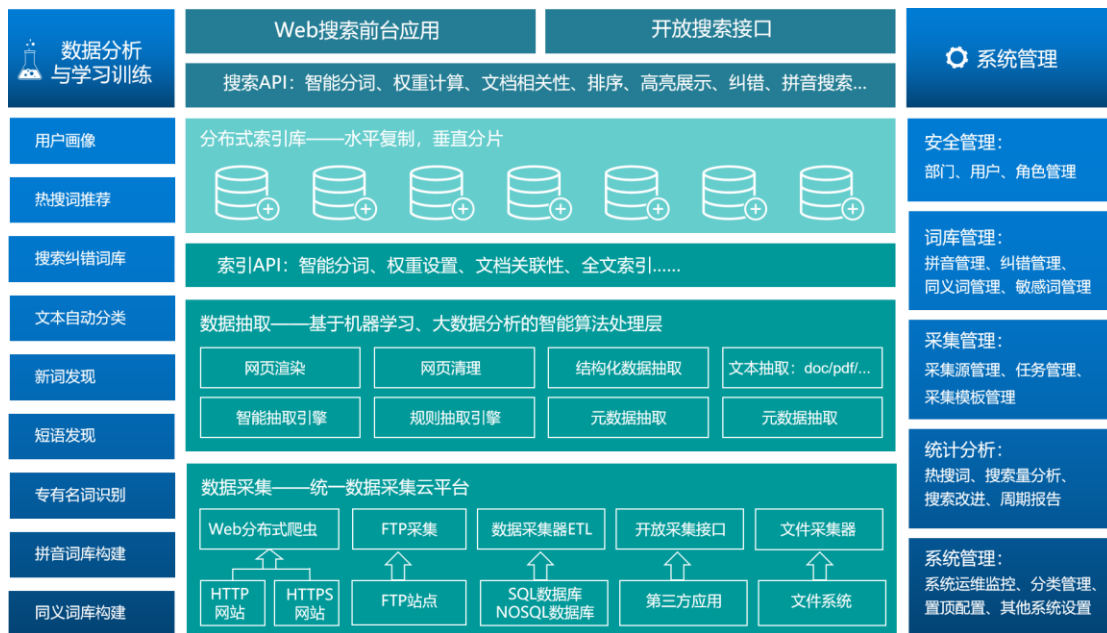 数据分析
与学习训练
用户画像
热搜词推荐
搜索纠错词库
文本自动分类
新词发现
短语发现
专有名词识别
拼音词库构建
同义词库构建
Web搜索前台应用
开放搜索接口
搜索API：智能分词、权重计算、文档相关性、排序、高亮展示、纠错、拼音搜索...
分布式索引库——水平复制，垂直分片
索引API：智能分词、权重设置、文档关联性、全文索引......
数据抽取——基于机器学习、大数据分析的智能算法处理层
网页渲染
网页清理
结构化数据抽取
文本抽取：doc/pdf/...
智能抽取引擎
规则抽取引擎
元数据抽取
元数据抽取
数据采集——统一数据采集云平台
Web分布式爬虫
FTP采集
数据采集器ETL
开放采集接口
文件采集器
HTTP
网站
HTTPS
网站
FTP站点
SQL数据库
NOSQL数据库
第三方应用
文件系统
系统管理
安全管理：
部门、用户、角色管理
词库管理：
拼音管理、纠错管理、
同义词管理、敏感词管理
采集管理：
采集源管理、任务管理、
采集模板管理
统计分析：
热搜词、搜索量分析、
搜索改进、周期报告
系统管理：
系统运维监控、分类管理、
置顶配置、其他系统设置